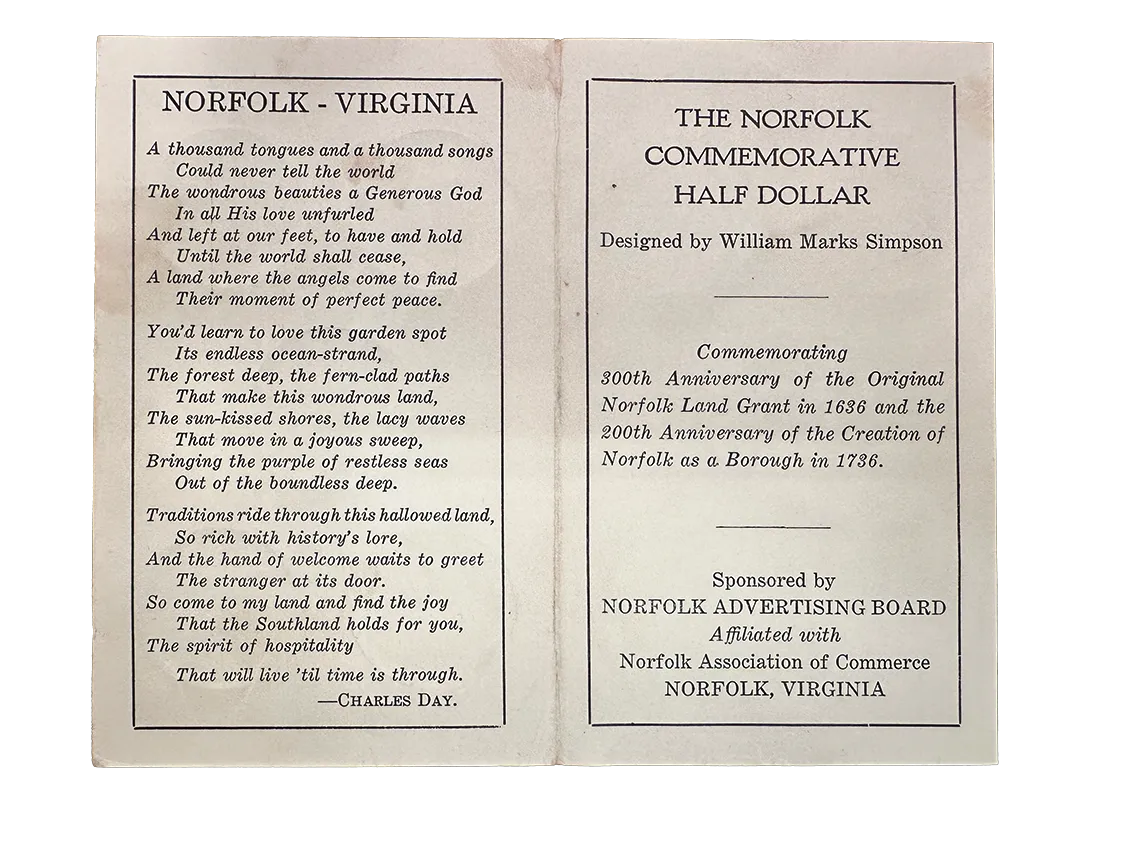 NORFOLK - VIRGINIA
A thousand tongues and a thousand songs
Could never tell the world
The wondrous beauties a Generous God
In all His love unfurled
And left at our feet, to have and hold
Until the world shall cease,
A land where the angels come to find
Their moment of perfect peace.
You'd learn to love this garden spot
Its endless ocean-strand,
The forest deep, the fern-clad paths
That make this wondrous land,
The sun-kissed shores, the lacy waves
That move in a joyous sweep,
Bringing the purple of restless seas
Out of the boundless deep.
Traditions ride through this hallowed land,
So rich with history's lore,
And the hand of welcome waits to greet
The stranger at its door.
So come to my land and find the joy
That the Southland holds for you,
The spirit of hospitality
That will live 'til time is through.
—CHARLES DAY.
THE NORFOLK
COMMEMORATIVE
HALF DOLLAR
Designed by William Marks Simpson
Commemorating
300th Anniversary of the Original
Norfolk Land Grant in 1636 and the
200th Anniversary of the Creation of
Norfolk as a Borough in 1736.
Sponsored by
NORFOLK ADVERTISING BOARD
Affiliated with
Norfolk Association of Commerce
NORFOLK, VIRGINIA